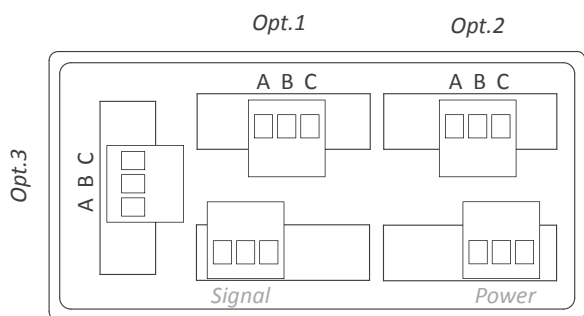 Opt.1
Opt.2
A B C
A B C
Opt.3
A B C
Signal
Power